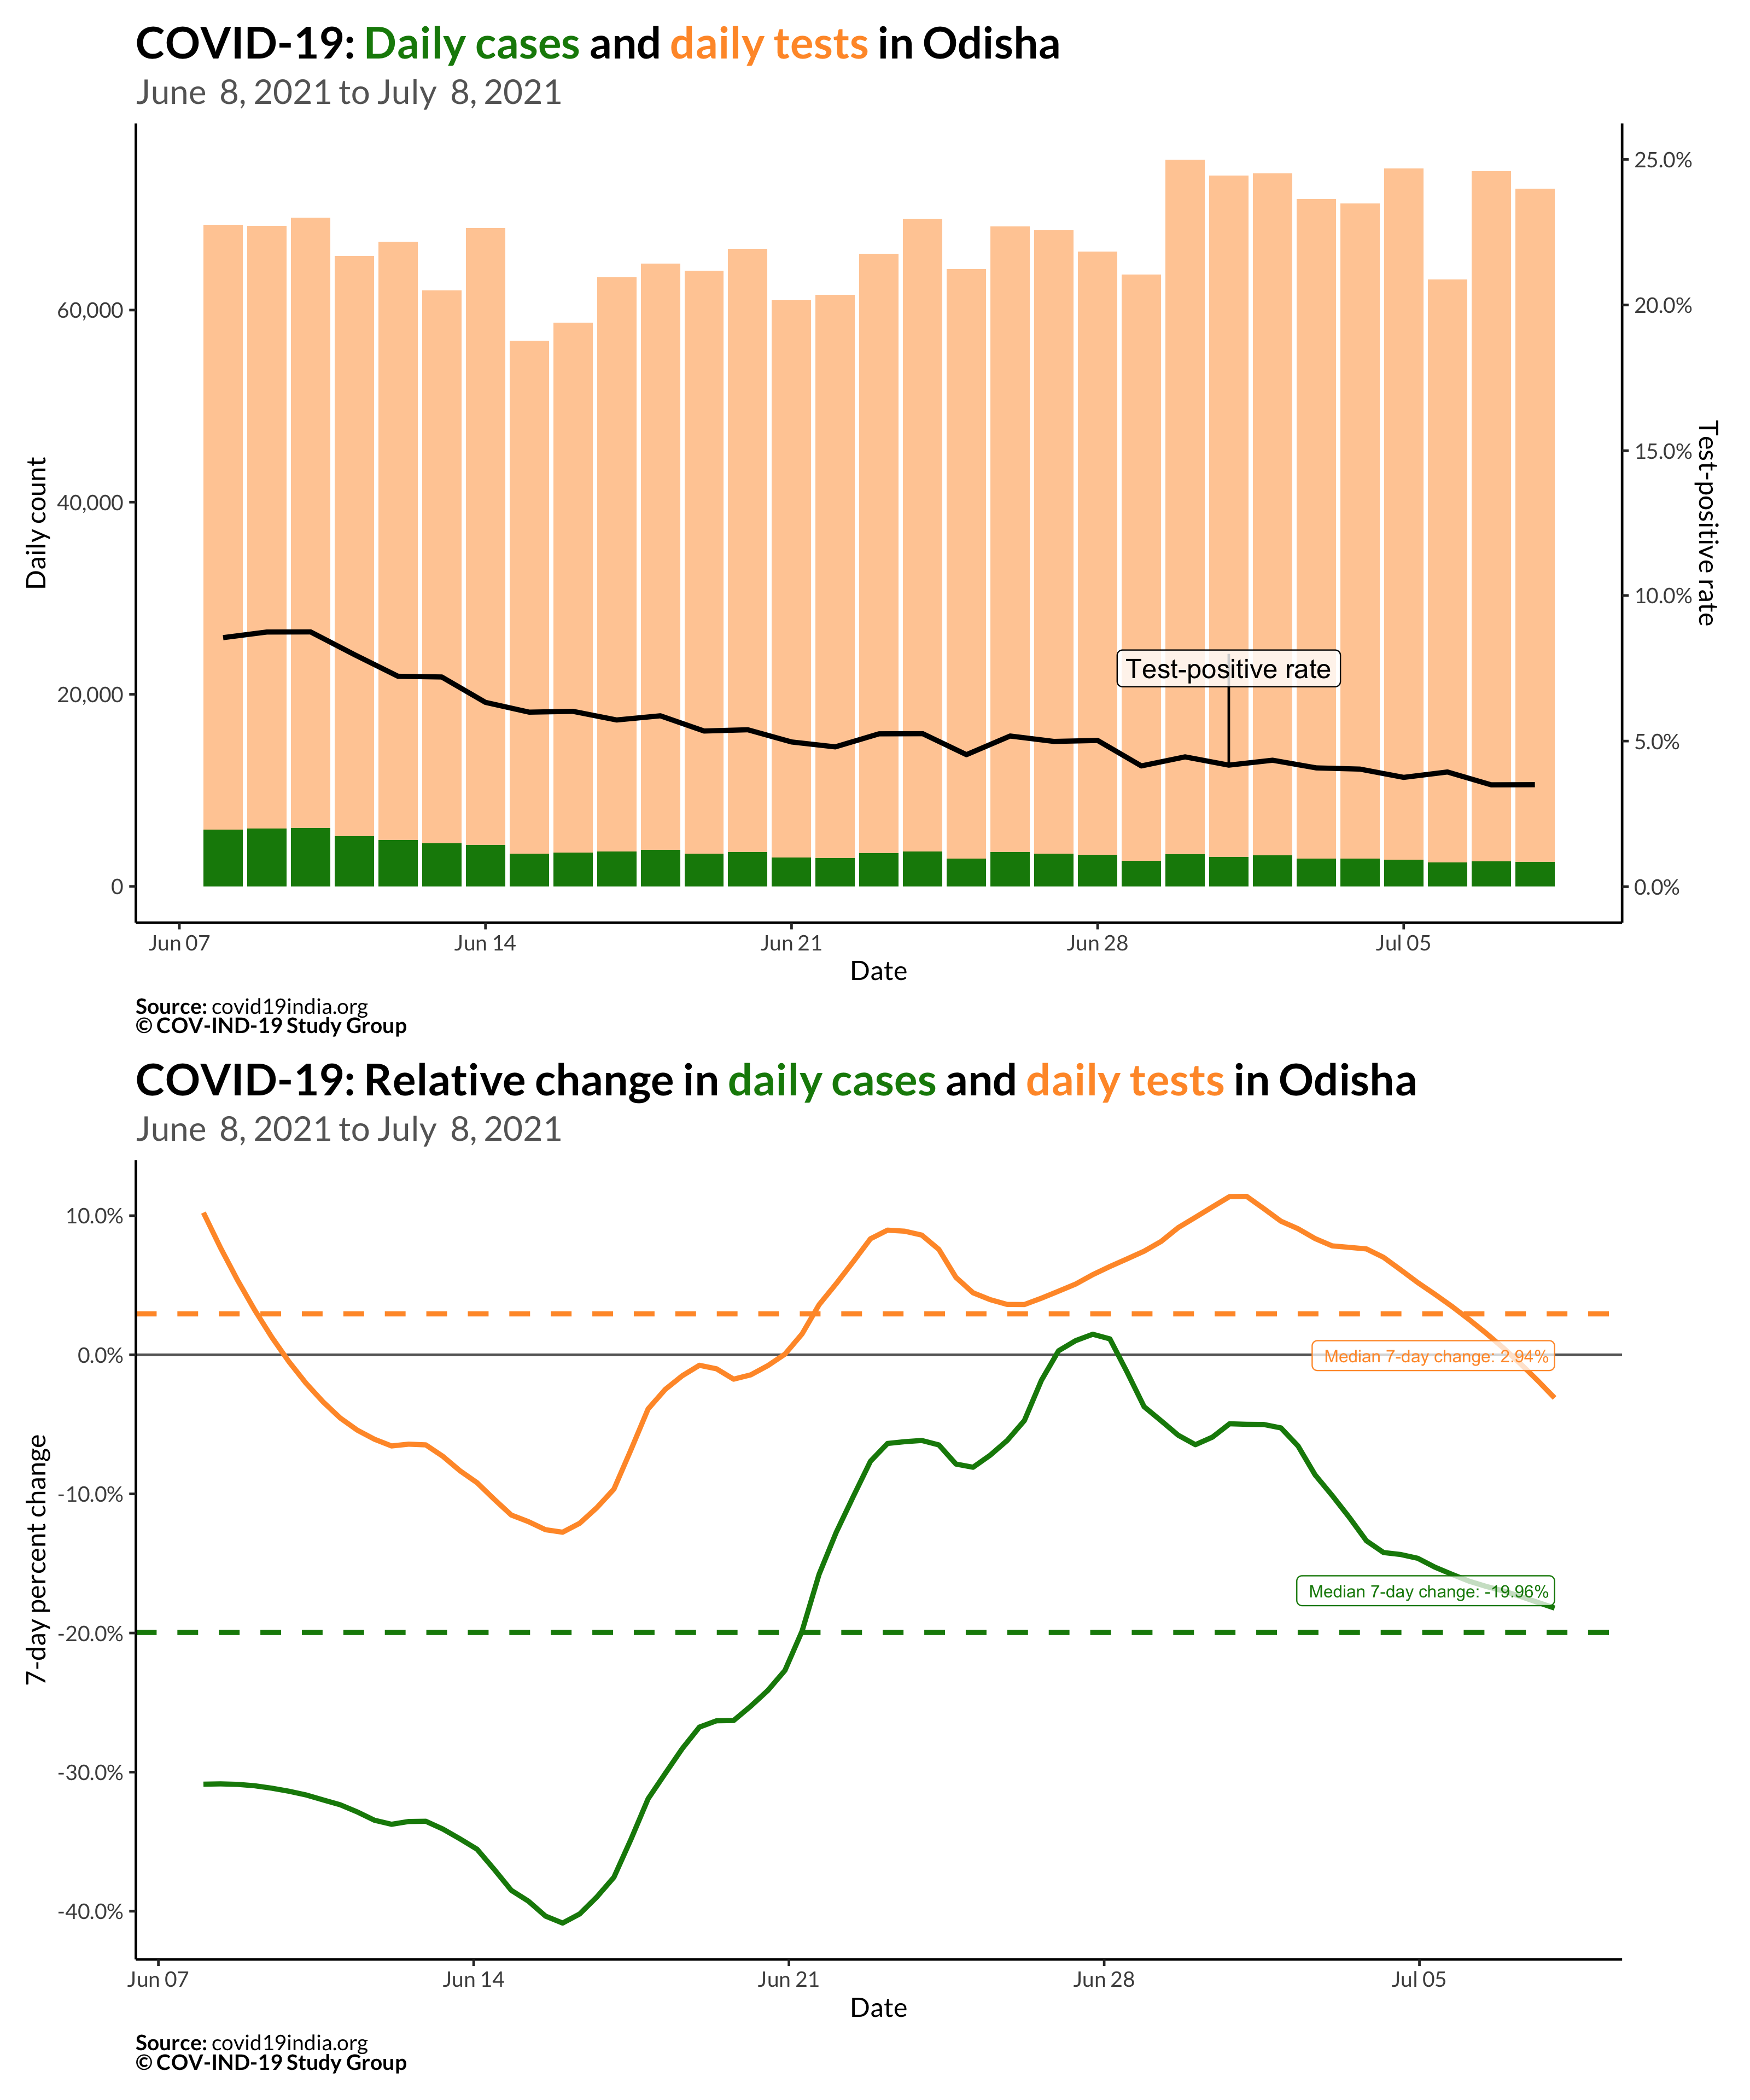 COVID-19: Daily cases and daily tests in Odisha
June 8, 2021 to July 8, 2021
25.0%
20.0%
60,000
15.0%
40,000
Daily count
Test-positive rate
10.0%
Test-positive rate
20,000
5.0%
0
0.0%
Jun 07 Jun 14 Jun 21 Jun 28 Jul 05
Date
Source: covid19india.org
© COV-IND-19 Study Group
COVID-19: Relative change in daily cases and daily tests in Odisha
June 8, 2021 to July 8, 2021
10.0%
0.0%
Median 7-day change: 2.94%
-10.0%
7-day percent change
Median 7-day change: -19.96%
-20.0%
-30.0%
-40.0%
Jun 07 Jun 14 Jun 21 Jun 28 Jul 05
Date
Source: covid19india.org
© COV-IND-19 Study Group